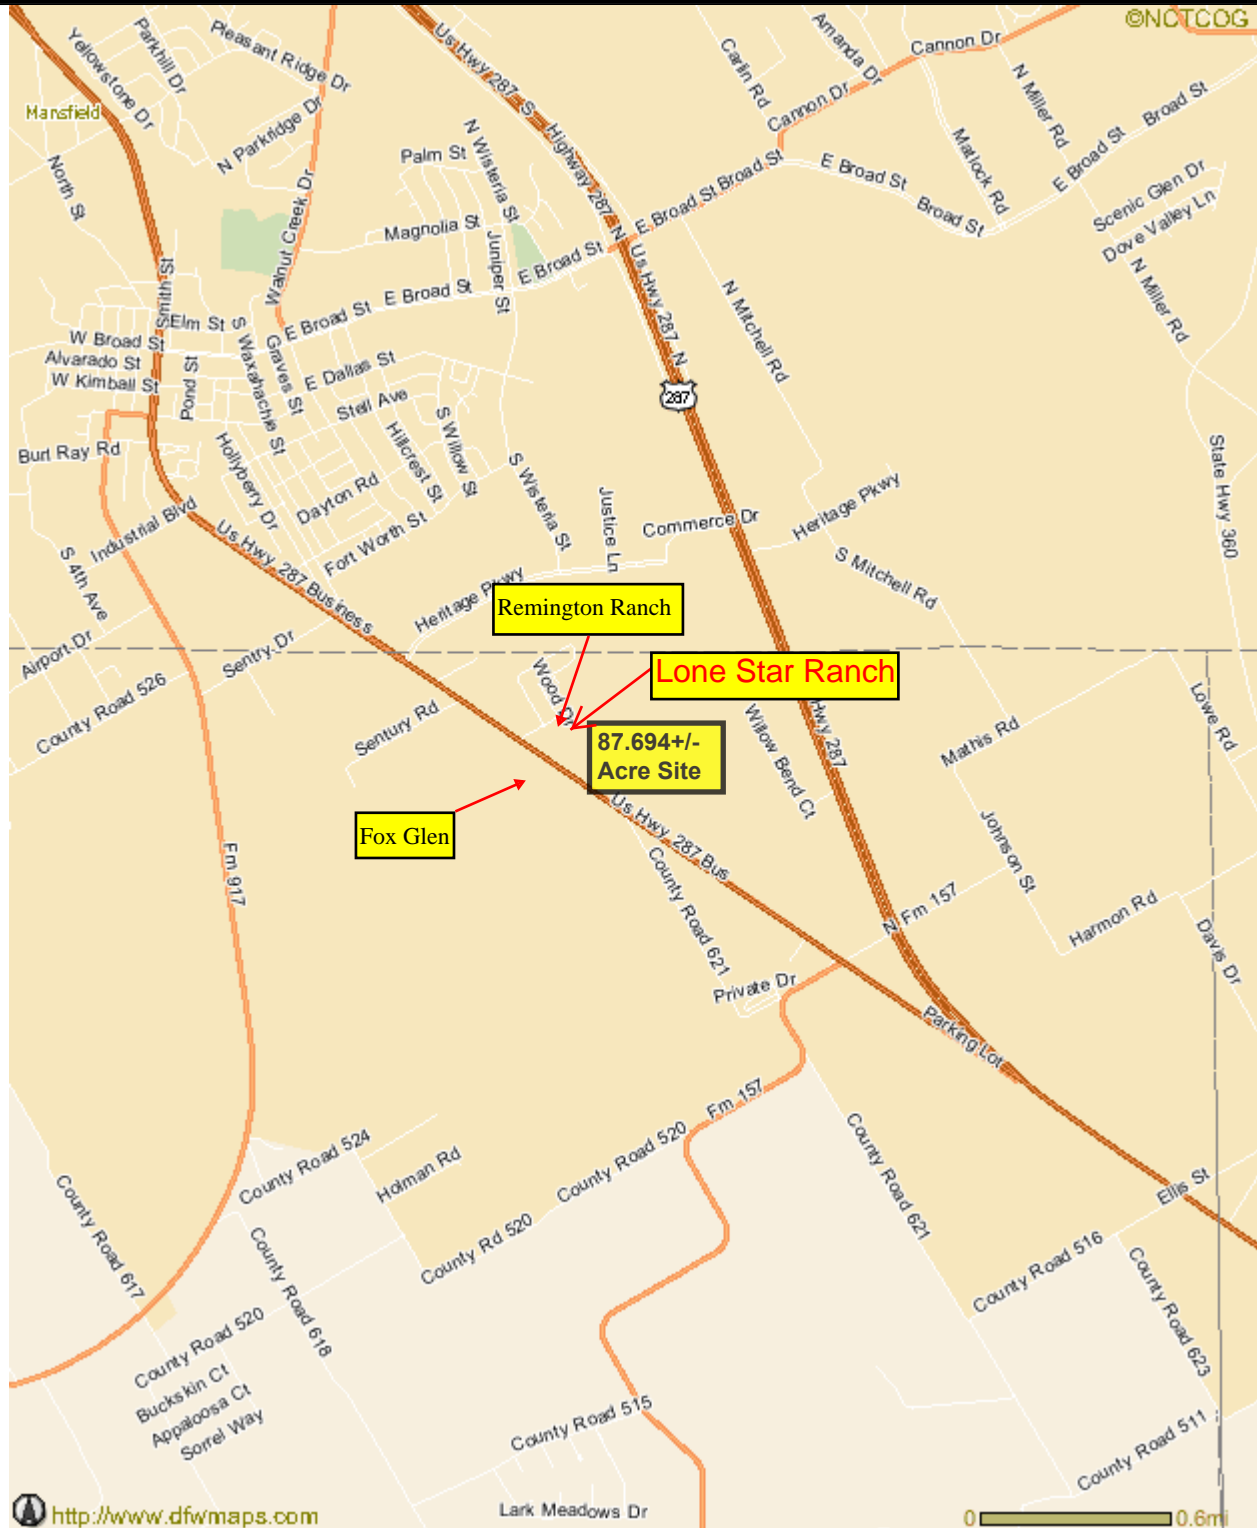 ©NCTCOG
Us Hwy 287 S
Yellowstone Dr
Parkhill Dr
Pleasant Ridge Dr
Carlin Rd
Amanda Dr
Cannon Dr
N Miller Rd
Mansfield
N Parkridge Dr
Highway 287 N
Cannon Dr
Matlock Rd
Broad St
E Broad St
North St
Walnut Creek Dr
Palm St
N Wisteria St
E Broad St
Broad St
E Broad St
Broad St
Scenic Glen Dr
Dove Valley Ln
Magnolia St
Juniper St
E Broad St
Us Hwy 287 N
N Mitchell Rd
N Miller Rd
Smith St
Elm St
S Waxahachie St
E Broad St
E Broad St
W Broad St
Alvarado St
W Kimball St
Pond St
Graves St
E Dallas St
Stell Ave
287
Burt Ray Rd
Hollyberry Dr
Hillcrest St
S Willow St
S Wisteria St
State Hwy 360
Dayton Rd
Justice Ln
Heritage Pkwy
Commerce Dr
Industrial Blvd
Us Hwy 287 Business
Fort Worth St
S 4th Ave
S Mitchell Rd
Heritage Pkwy
Remington Ranch
Airport Dr
Sentry Dr
Wood Dr
Lone Star Ranch
Lowe Rd
County Road 526
Sentury Rd
Willow Bend Ct
Hwy 287
Mathis Rd
87.694+/-
Acre Site
Fox Glen
Us Hwy 287 Bus
Johnson St
Fm 917
County Road 621
N Fm 157
Harmon Rd
Davis Dr
Private Dr
Parking Lot
Fm 157
County Road 524
Holman Rd
County Road 520
County Road 621
Ellis St
County Road 617
County Road 618
County Rd 520
County Road 516
County Road 623
County Road 520
Buckskin Ct
Appaloosa Ct
Sorrel Way
County Road 515
County Road 511
Lark Meadows Dr
http://www.dfwmaps.com
0 0.6mi